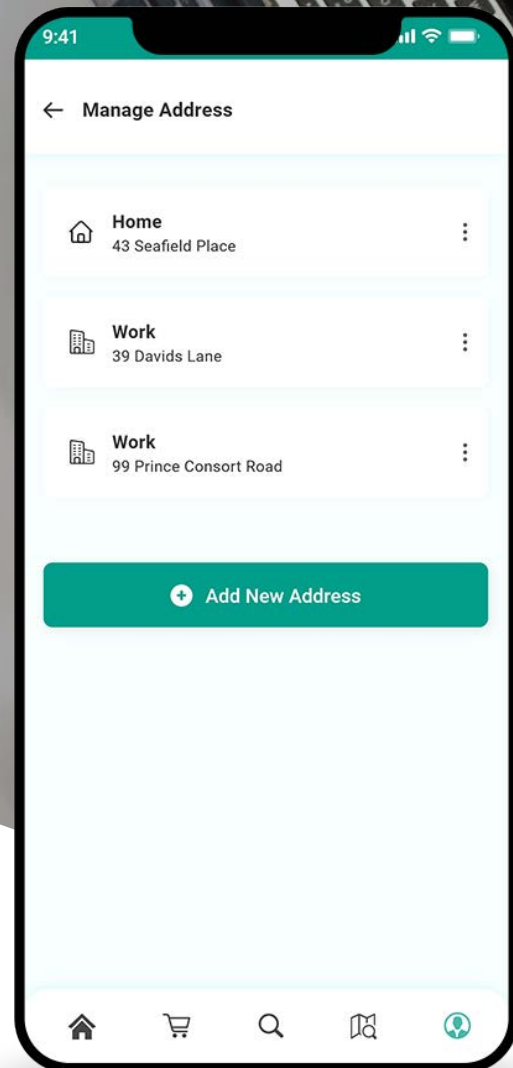 9:41
Manage Address
Home
43 Seafield Place
Work
39 Davids Lane
Work
99 Prince Consort Road
Add New Address